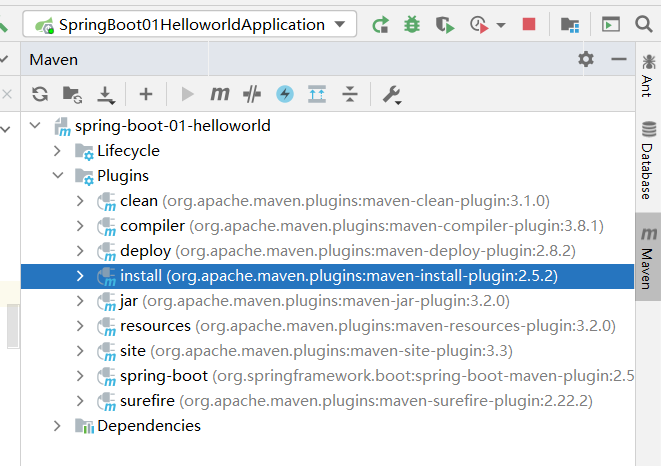 SpringBoot01HelloworldApplication
Maven
spring-boot-01-helloworld
Lifecycle
Plugins
clean (org.apache.maven.plugins:maven-clean-plugin:3.1.0)
compiler (org.apache.maven.plugins:maven-compiler-plugin:3.8.1)
deploy (org.apache.maven.plugins:maven-deploy-plugin:2.8.2)
install (org.apache.maven.plugins:maven-install-plugin:2.5.2)
jar (org.apache.maven.plugins:maven-jar-plugin:3.2.0)
resources (org.apache.maven.plugins:maven-resources-plugin:3.2.0)
site (org.apache.maven.plugins:maven-site-plugin:3.3)
spring-boot (org.springframework.boot:spring-boot-maven-plugin:2.5
surefire (org.apache.maven.plugins:maven-surefire-plugin:2.22.2)
Dependencies
Ant
Database
Maven